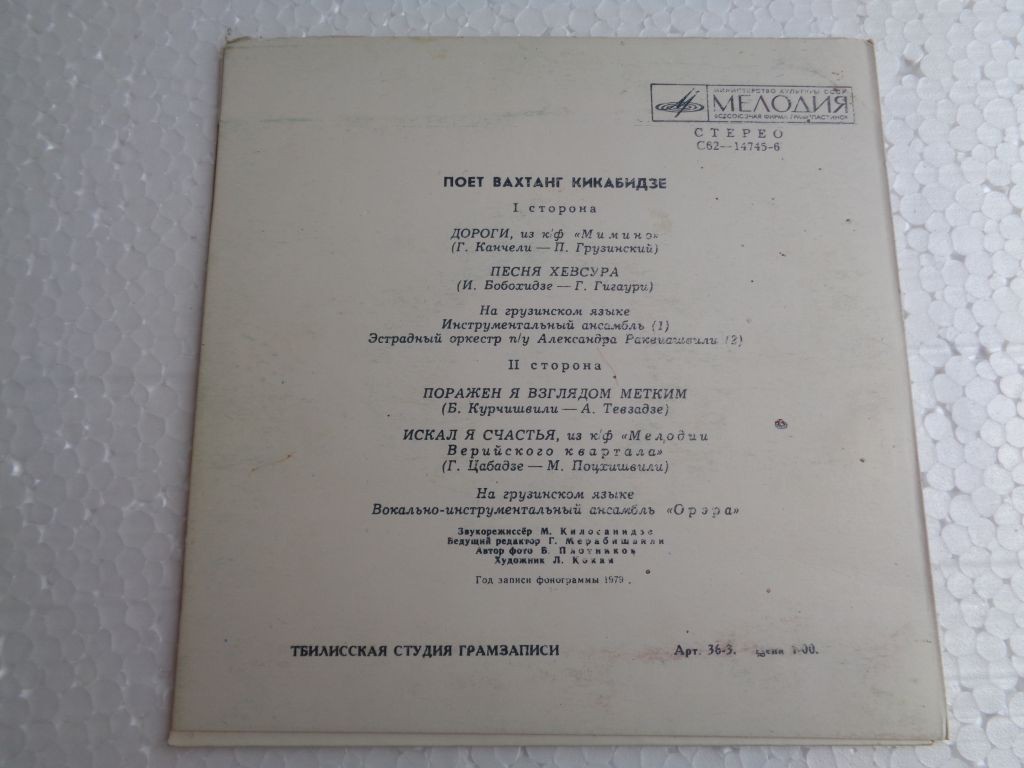 МИНИСТЕРСТВО КУЛЬТУРЫ СССР
МЕЛОДИЯ
ВСЕСОЮЗНАЯ ФИРМА ГРАМПЛАСТИНОК
СТЕРЕО
С62—14745-6
ПОЕТ ВАХТАНГ КИКАБИДЗЕ
I сторона
ДОРОГИ, из к/ф «Мимино»
(Г. Канчели — П. Грузинский)
ПЕСНЯ ХЕВСУРА
(И. Бобохидзе — Г. Гигаури)
На грузинском языке
Инструментальный ансамбль (1)
Эстрадный оркестр п/у Александра Раквиашвили (2)
II сторона
ПОРАЖЕН Я ВЗГЛЯДОМ МЕТКИМ
(Б. Курчишвили — А. Тевзадзе)
ИСКАЛ Я СЧАСТЬЯ, из к/ф «Мелодии
Верийского квартала»
(Г. Цабадзе — М. Поцхишвили)
На грузинском языке
Вокально-инструментальный ансамбль «Орэра»
Звукорежиссёр М. Килосанидзе
Ведущий редактор Г. Мерабишвили
Автор фото Б. Плотников
Художник Л. Кокаи
Год записи фонограммы 1979
ТБИЛИССКАЯ СТУДИЯ ГРАМЗАПИСИ
Арт. 36-3. Цена 1-00.